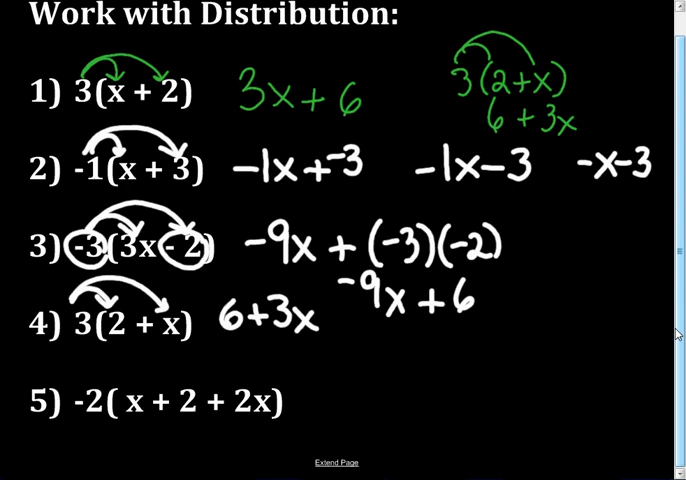 Work with Distribution:
1) 3(x + 2) 3x + 6 3(2+x)
6 + 3x
2) -1(x + 3) -1x + -3 -1x - 3 -x-3
3) -3(3x - 2) -9x + (-3)(-2)
-9x + 6
4) 3(2 + x) 6+3x
5) -2( x + 2 + 2x)
Extend Page